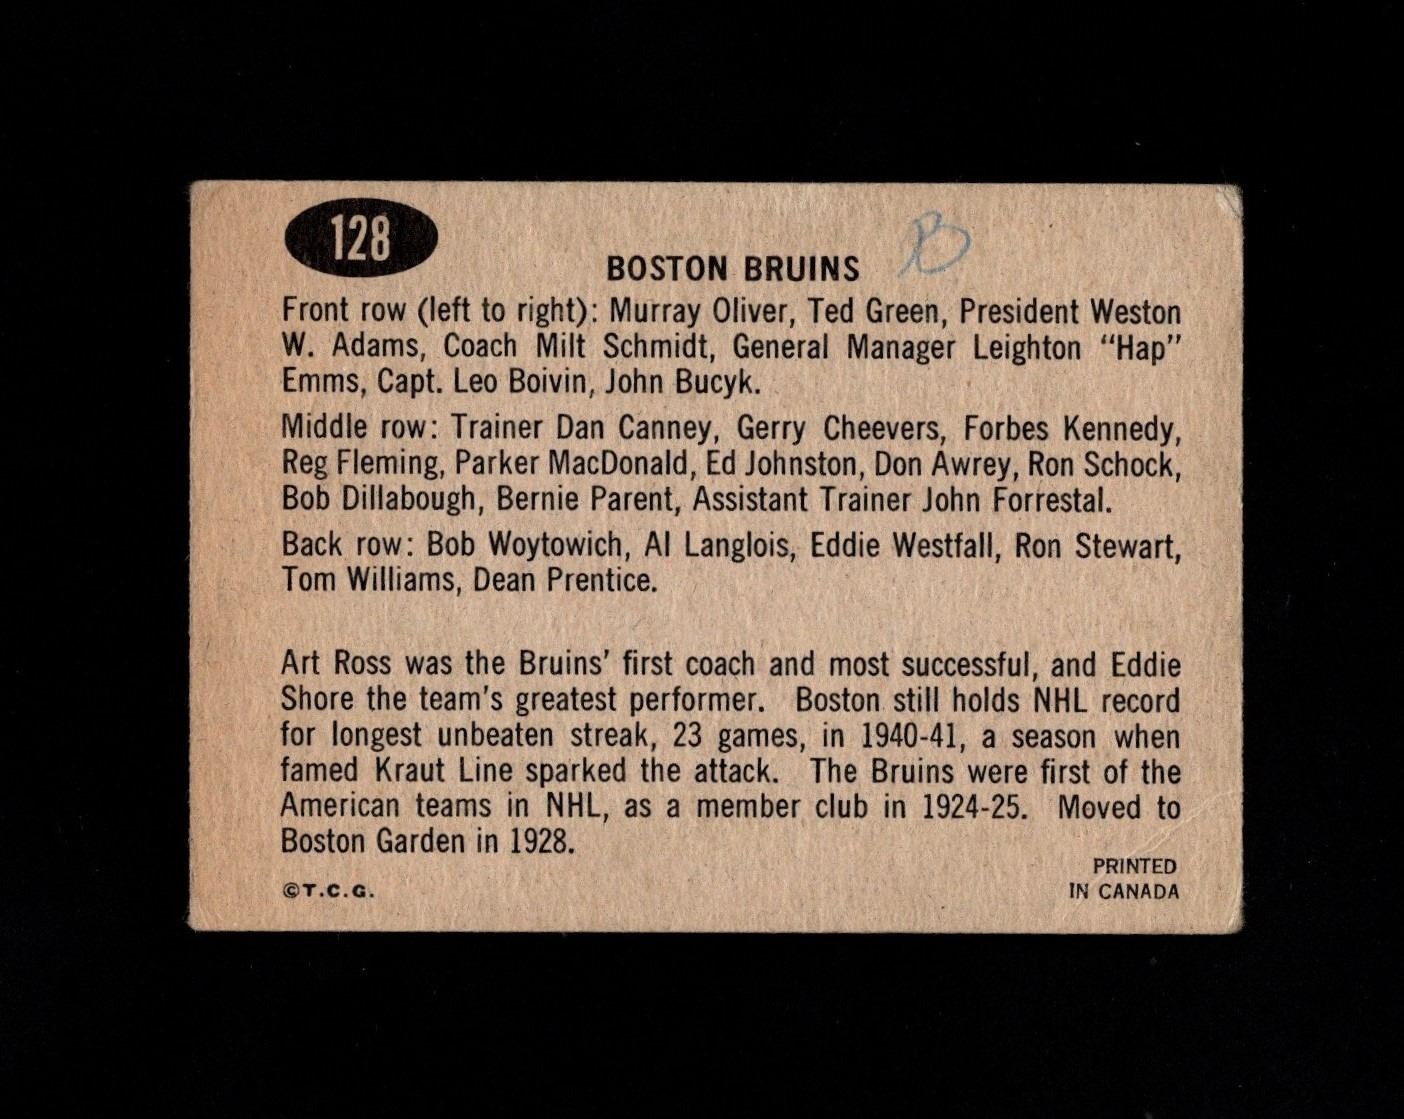 128
BOSTON BRUINS
Front row (left to right): Murray Oliver, Ted Green, President Weston
W. Adams, Coach Milt Schmidt, General Manager Leighton “Hap”
Emms, Capt. Leo Boivin, John Bucyk.
Middle row: Trainer Dan Canney, Gerry Cheevers, Forbes Kennedy,
Reg Fleming, Parker MacDonald, Ed Johnston, Don Awrey, Ron Schock,
Bob Dillabough, Bernie Parent, Assistant Trainer John Forrestal.
Back row: Bob Woytowich, Al Langlois, Eddie Westfall, Ron Stewart,
Tom Williams, Dean Prentice.
Art Ross was the Bruins’ first coach and most successful, and Eddie
Shore the team's greatest performer. Boston still holds NHL record
for longest unbeaten streak, 23 games, in 1940-41, a season when
famed Kraut Line sparked the attack. The Bruins were first of the
American teams in NHL, as a member club in 1924-25. Moved to
Boston Garden in 1928.
©T.C.G.
PRINTED
IN CANADA